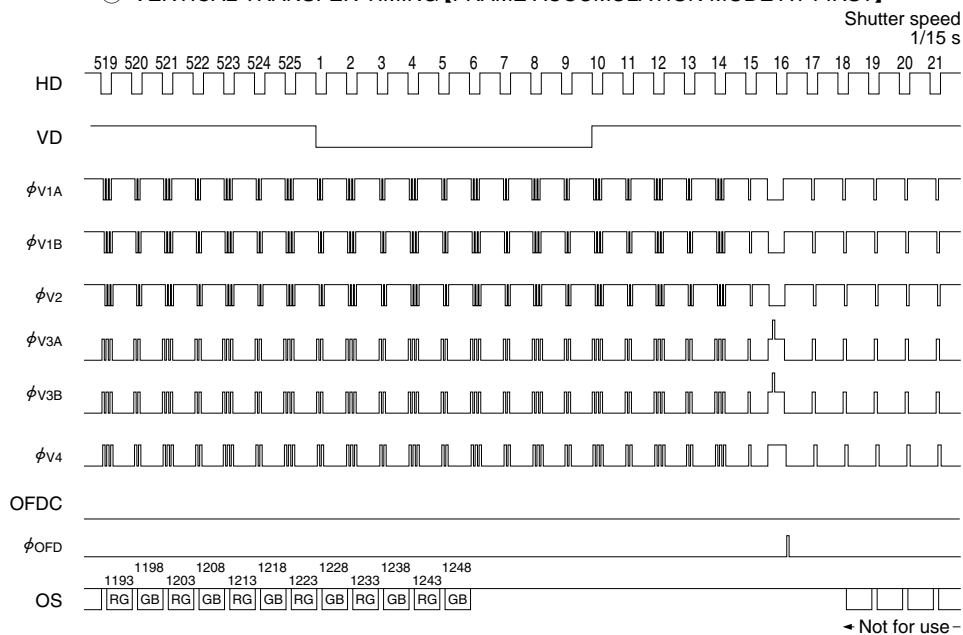 Shutter speed
1/15 s
519 520 521 522 523 524 525 1 2 3 4 5 6 7 8 9 10 11 12 13 14 15 16 17 18 19 20 21
HD
VD
ϕV1A
ϕV1B
ϕV2
ϕV3A
ϕV3B
ϕV4
OFDC
ϕOFD
1198 1208 1218 1228 1238 1248
1193 1203 1213 1223 1233 1243
OS RG GB RG GB RG GB RG GB RG GB RG GB
Not for use